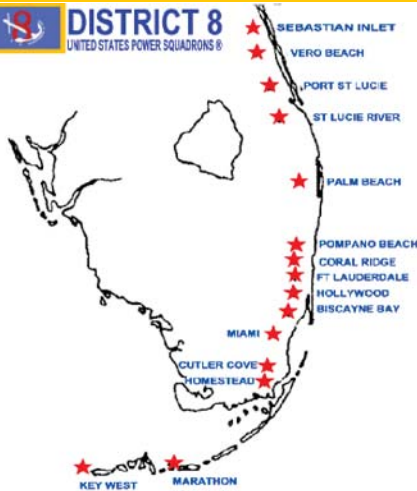 8
DISTRICT 8
UNITED STATES POWER SQUADRONS ®
SEBASTIAN INLET
VERO BEACH
PORT ST LUCIE
ST LUCIE RIVER
PALM BEACH
POMPANO BEACH
CORAL RIDGE
FT LAUDERDALE
HOLLYWOOD
BISCAYNE BAY
MIAMI
CUTLER COVE
HOMESTEAD
MARATHON
KEY WEST